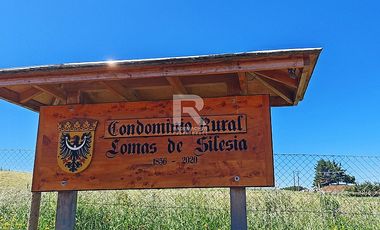 Condominio Rural
Lomas de Silesia
1856 - 2020